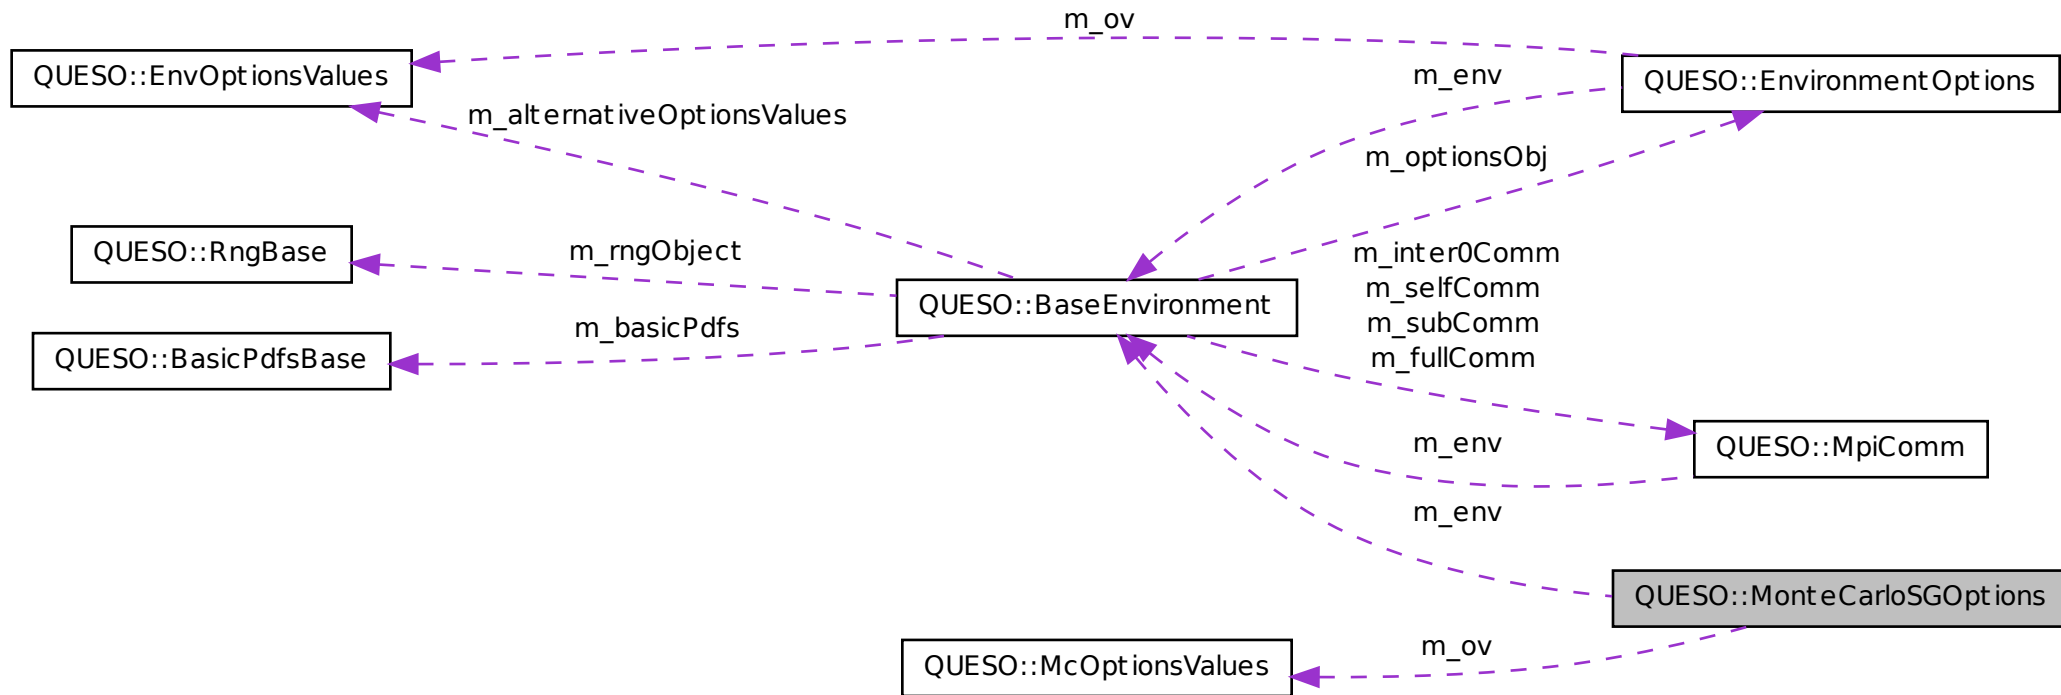 m_ov
QUESO::EnvOptionsValues
QUESO::EnvironmentOptions
m_env
m_alternativeOptionsValues
m_optionsObj
QUESO::RngBase
m_rngObject
m_inter0Comm
m_selfComm
m_subComm
m_fullComm
QUESO::BaseEnvironment
m_basicPdfs
QUESO::BasicPdfsBase
m_env
QUESO::MpiComm
m_env
QUESO::MonteCarloSGOptions
m_ov
QUESO::McOptionsValues